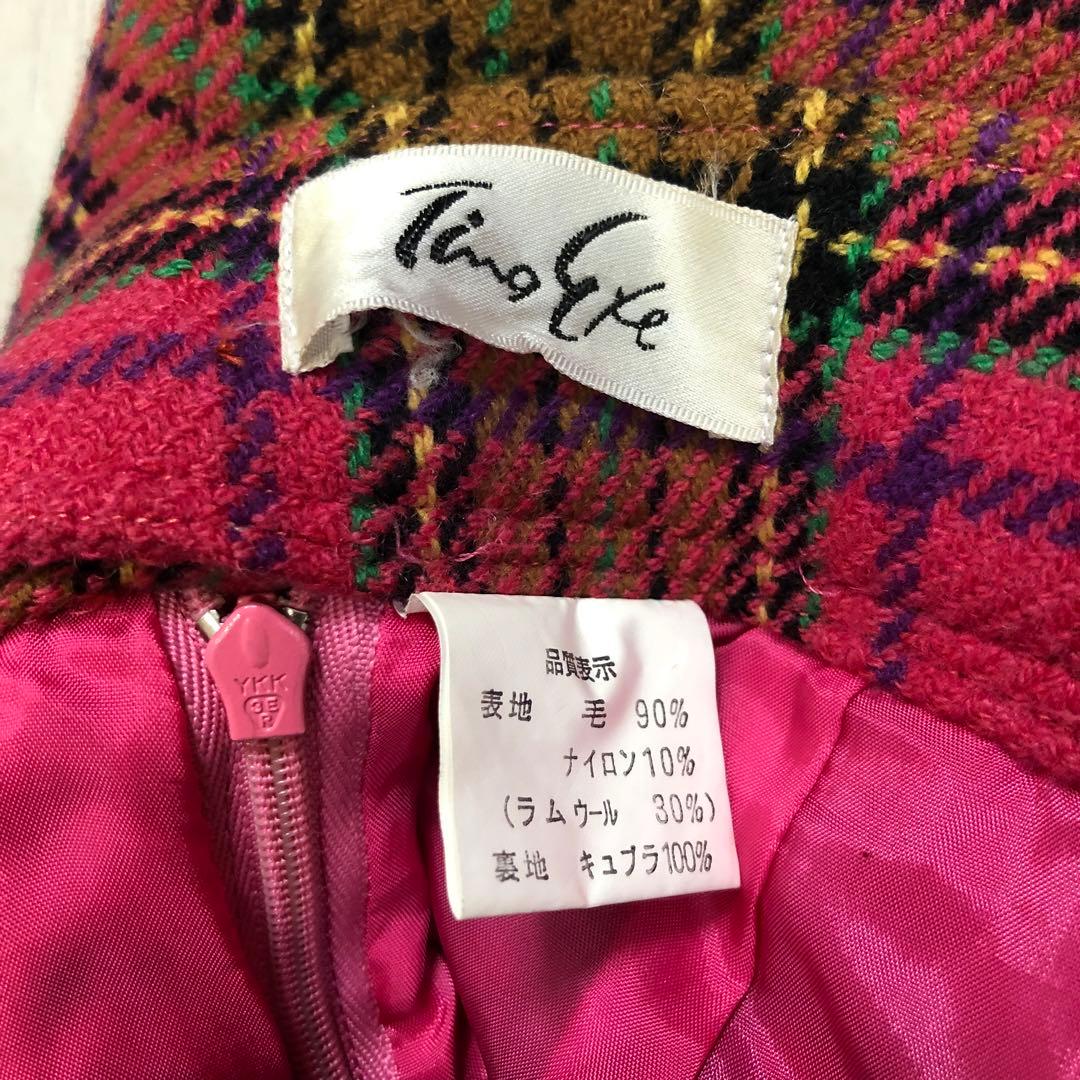 Tino
YKK
品質表示
表地 毛 90%
ナイロン10%
(ラムウール 30%)
裏地 キュプラ100%